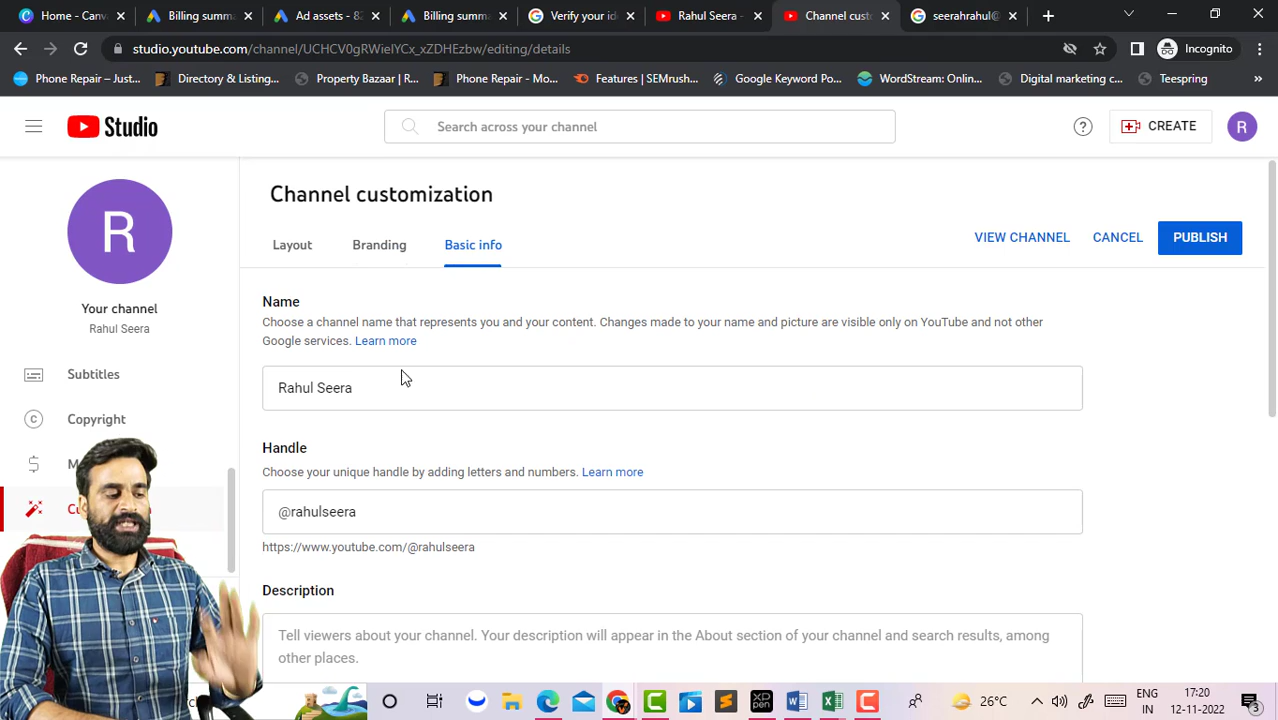 Home - Canv
Billing summa
Ad assets - 82
Billing summa
Verify your ide
Rahul Seera -
Channel custo
seerahrahul@
studio.youtube.com/channel/UCHCV0gRWielYCx_xZDHEzbw/editing/details
Incognito
Phone Repair – Just...
Directory & Listing...
Property Bazaar | R...
Phone Repair - Mo...
Features | SEMrush...
Google Keyword Po...
WordStream: Onlin...
Digital marketing c...
Teespring
»
Studio
Search across your channel
CREATE
R
R
Your channel
Rahul Seera
Subtitles
Copyright
Channel customization
Layout
Branding
Basic info
VIEW CHANNEL
CANCEL
PUBLISH
Name
Choose a channel name that represents you and your content. Changes made to your name and picture are visible only on YouTube and not other
Google services. Learn more
Rahul Seera
Handle
Choose your unique handle by adding letters and numbers. Learn more
@rahulseera
https://www.youtube.com/@rahulseera
Description
Tell viewers about your channel. Your description will appear in the About section of your channel and search results, among
other places.
26°C
ENG
IN
17:20
12-11-2022
3